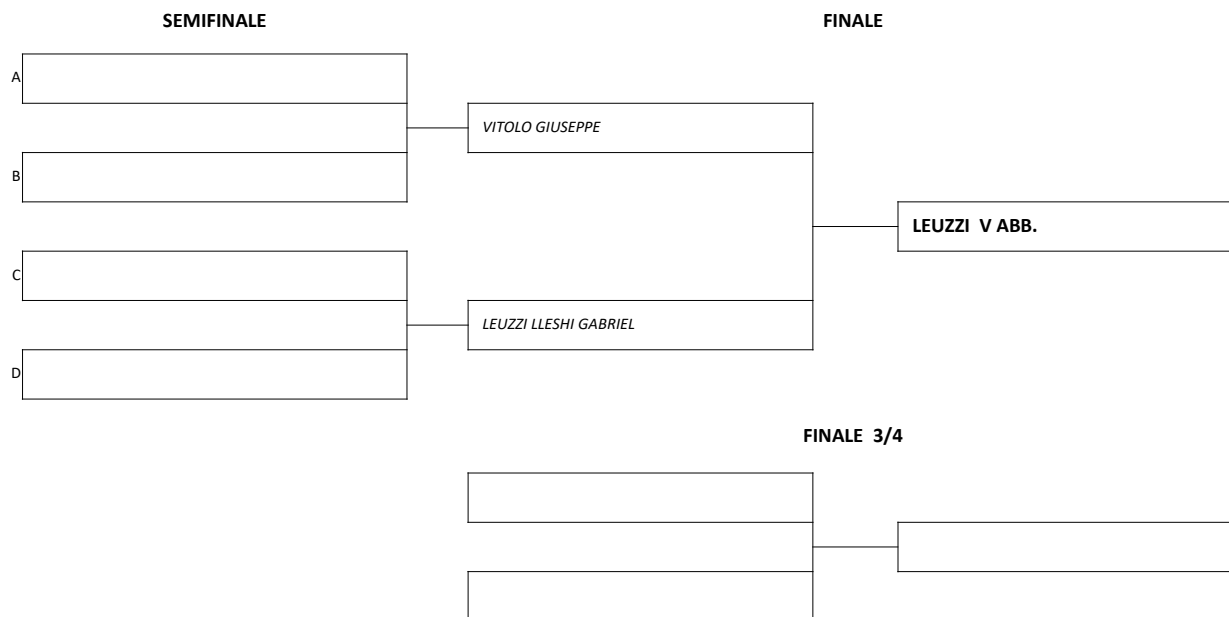 SEMIFINALE FINALE
A
VITOLO GIUSEPPE
B
LEUZZI V ABB.
C
LEUZZI LLESHI GABRIEL
D
FINALE 3/4